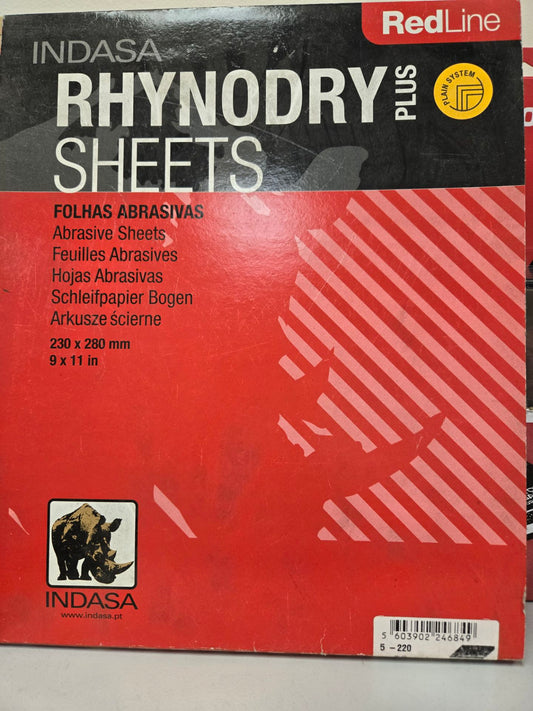 RedLine
INDASA
RHYNODRY PLUS
SHEETS
PLAIN SYSTEM
FOLHAS ABRASIVAS
Abrasive Sheets
Feuilles Abrasives
Hojas Abrasivas
Schleifpapier Bogen
Arkusze ścierne
230 x 280 mm
9 x 11 in
INDASA
www.indasa.pt
5 603902 246849
5 - 220